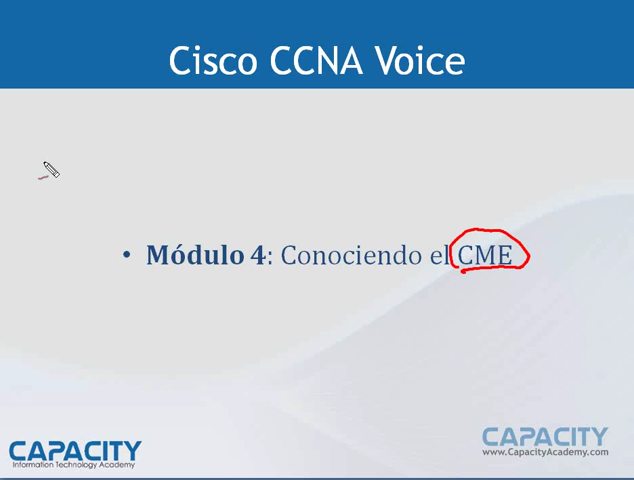 Cisco CCNA Voice
• Módulo 4: Conociendo el CME
CAPACITY
Information Technology Academy
CAPACITY
www.CapacityAcademy.com